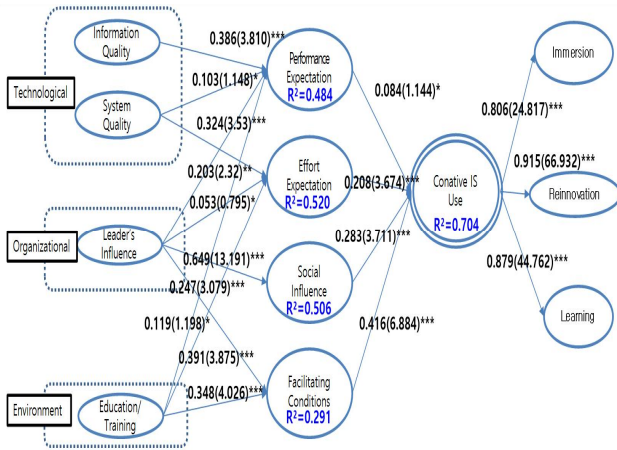 Technological
Information
Quality
System
Quality
Organizational
Leader's
Influence
Environment
Education/
Training
0.386(3.810)***
0.103(1.148)*
0.324(3.53)***
0.203(2.32)**
0.053(0.795)*
0.649(13.191)***
0.247(3.079)***
0.119(1.198)*
0.391(3.875)***
0.348(4.026)***
Performance
Expectation
R²=0.484
Effort
Expectation
R²=0.520
Social
Influence
R²=0.506
Facilitating
Conditions
R²=0.291
0.084(1.144)*
0.208(3.674)***
0.283(3.711)***
0.416(6.884)***
Conative IS
Use
R²=0.704
0.806(24.817)***
0.915(66.932)***
0.879(44.762)***
Immersion
Reinnovation
Learning